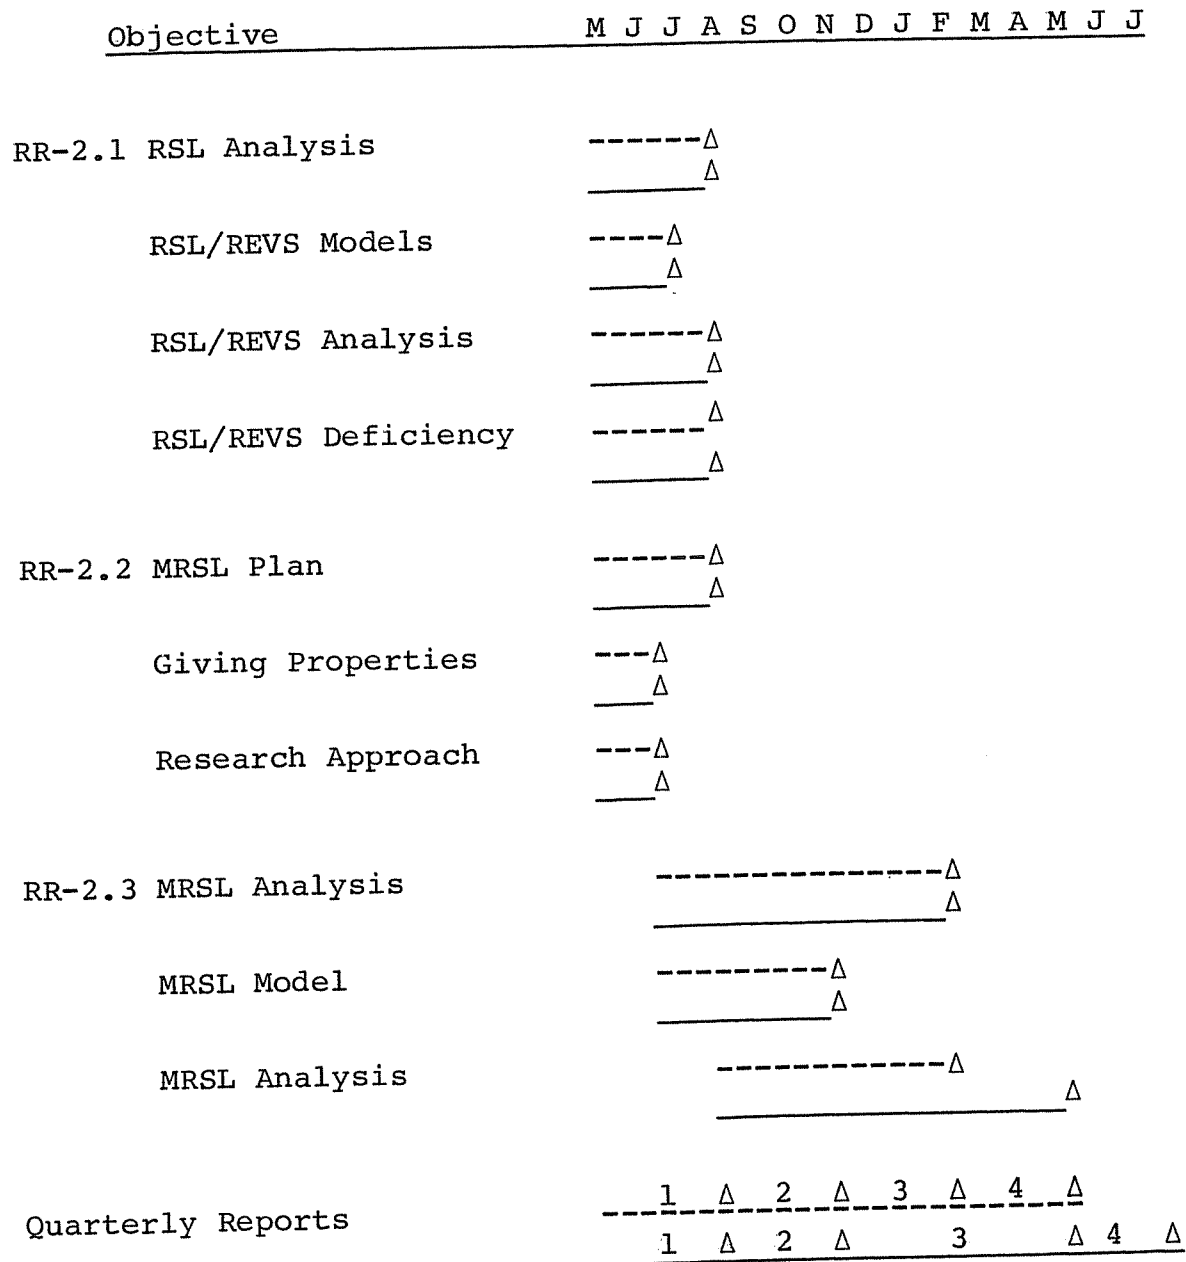 Objective M J J A S O N D J F M A M J J
RR-2.1 RSL Analysis ------Δ
Δ
RSL/REVS Models ----Δ
Δ
RSL/REVS Analysis ------Δ
Δ
RSL/REVS Deficiency ------Δ
Δ
RR-2.2 MRSL Plan ------Δ
Δ
Giving Properties ---Δ
Δ
Research Approach ---Δ
Δ
RR-2.3 MRSL Analysis ---------------Δ
Δ
MRSL Model ---------Δ
Δ
MRSL Analysis ------------Δ
Δ
1 Δ 2 Δ 3 Δ 4 Δ
Quarterly Reports
1 Δ 2 Δ 3 Δ 4 Δ